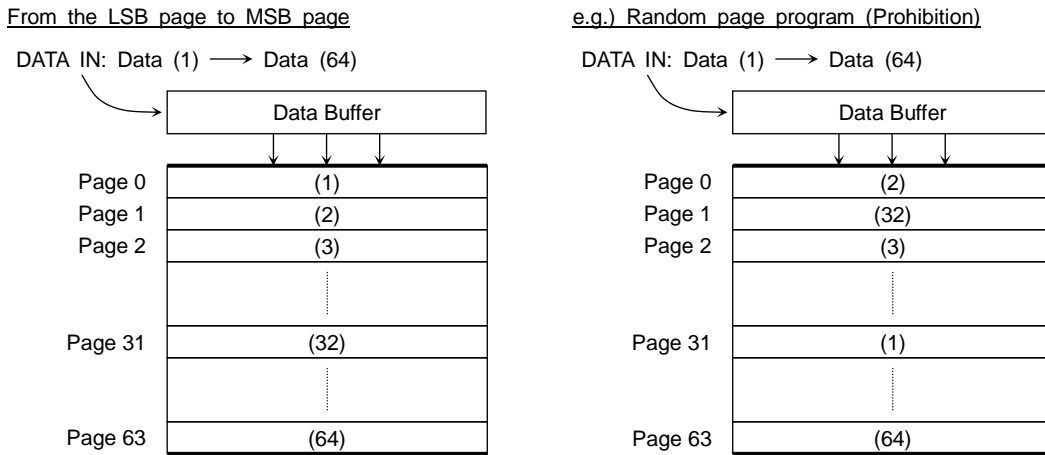 From the LSB page to MSB page
DATA IN: Data (1) → Data (64)
Data Buffer
Page 0 (1)
Page 1 (2)
Page 2 (3)
Page 31 (32)
Page 63 (64)
e.g.) Random page program (Prohibition)
DATA IN: Data (1) → Data (64)
Data Buffer
Page 0 (2)
Page 1 (32)
Page 2 (3)
Page 31 (1)
Page 63 (64)